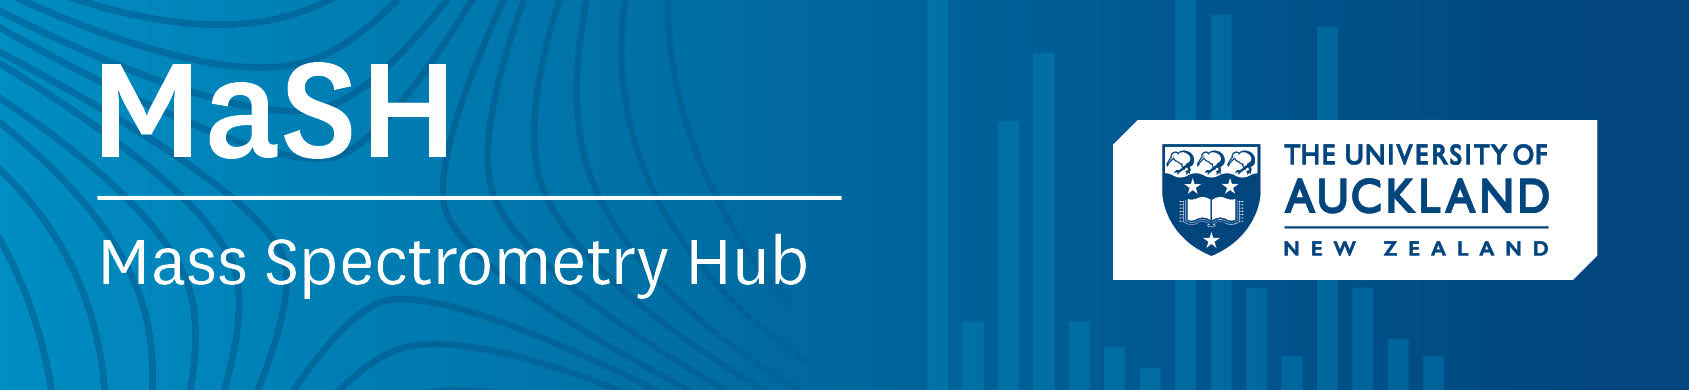 MaSH
Mass Spectrometry Hub
THE UNIVERSITY OF
AUCKLAND
NEW ZEALAND